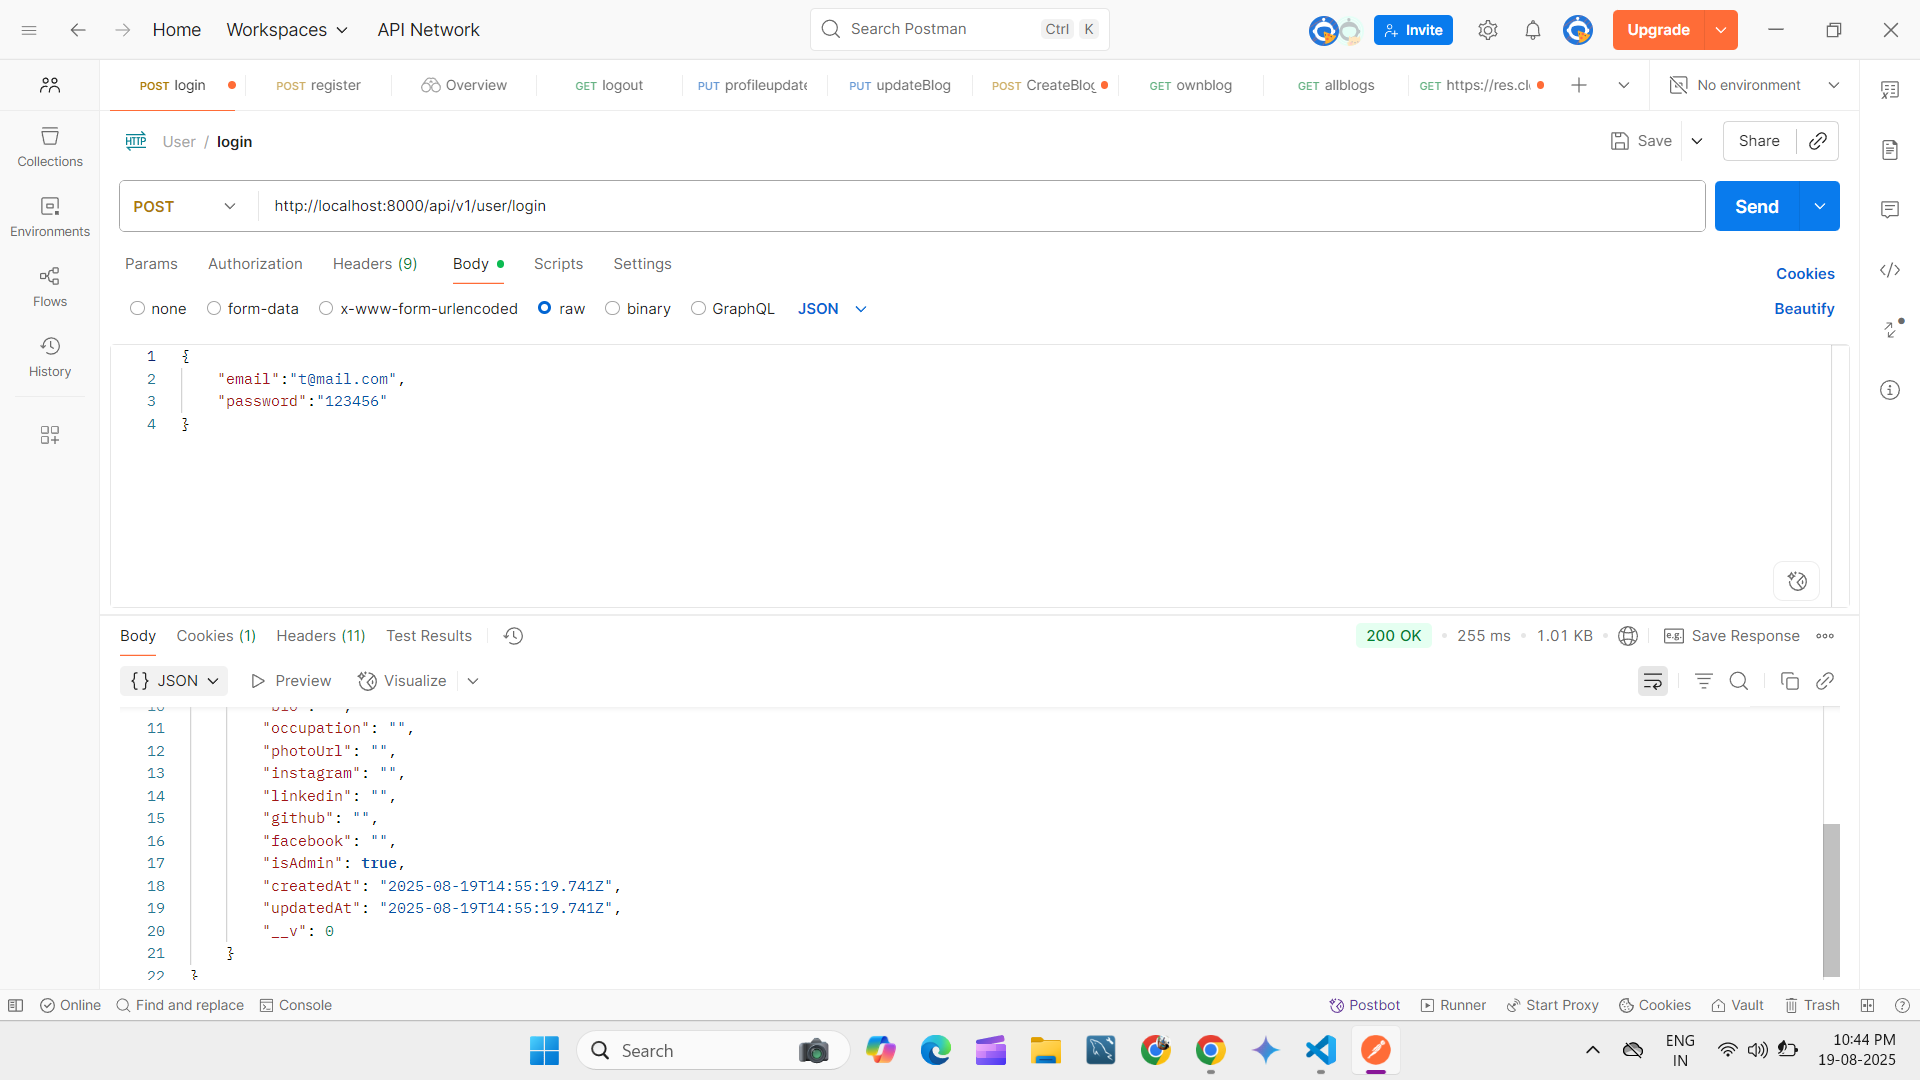 Home Workspaces API Network Search Postman Ctrl K Invite Upgrade
POST login POST register Overview GET logout PUT profileupdate PUT updateBlog POST CreateBlog GET ownblog GET allblogs GET https://res.cl No environment
HTTP User / login Save Share
Collections
Environments
Flows
History
POST http://localhost:8000/api/v1/user/login Send
Params Authorization Headers (9) Body Scripts Settings Cookies
none form-data x-www-form-urlencoded raw binary GraphQL JSON Beautify
1 {
2 "email":"t@mail.com",
3 "password":"123456"
4 }
Body Cookies (1) Headers (11) Test Results 200 OK 255 ms 1.01 KB e.g. Save Response
{} JSON Preview Visualize
10 "bio": "",
11 "occupation": "",
12 "photoUrl": "",
13 "instagram": "",
14 "linkedin": "",
15 "github": "",
16 "facebook": "",
17 "isAdmin": true,
18 "createdAt": "2025-08-19T14:55:19.741Z",
19 "updatedAt": "2025-08-19T14:55:19.741Z",
20 "__v": 0
21 }
22 }
Online Find and replace Console Postbot Runner Start Proxy Cookies Vault Trash
Search ENG IN 10:44 PM
19-08-2025